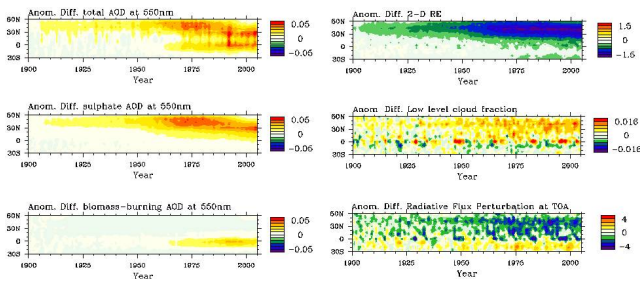 Anom. Diff. total AOD at 550nm
60N
30N
0
30S
1900 1925 1950 1975 2000
Year
0.05
0
-0.05
Anom. Diff. 2-D RE
60N
30N
0
30S
1900 1925 1950 1975 2000
Year
1.5
0
-1.5
Anom. Diff. sulphate AOD at 550nm
60N
30N
0
30S
1900 1925 1950 1975 2000
Year
0.06
0
-0.06
Anom. Diff. Low level cloud fraction
60N
30N
0
30S
1900 1925 1950 1975 2000
Year
0.016
0
-0.016
Anom. Diff. biomass-burning AOD at 550nm
60N
30N
0
30S
1900 1925 1950 1975 2000
Year
0.05
0
-0.05
Anom. Diff. Radiative Flux Perturbation at TOA
60N
30N
0
30S
1900 1925 1950 1975 2000
Year
4
0
-4